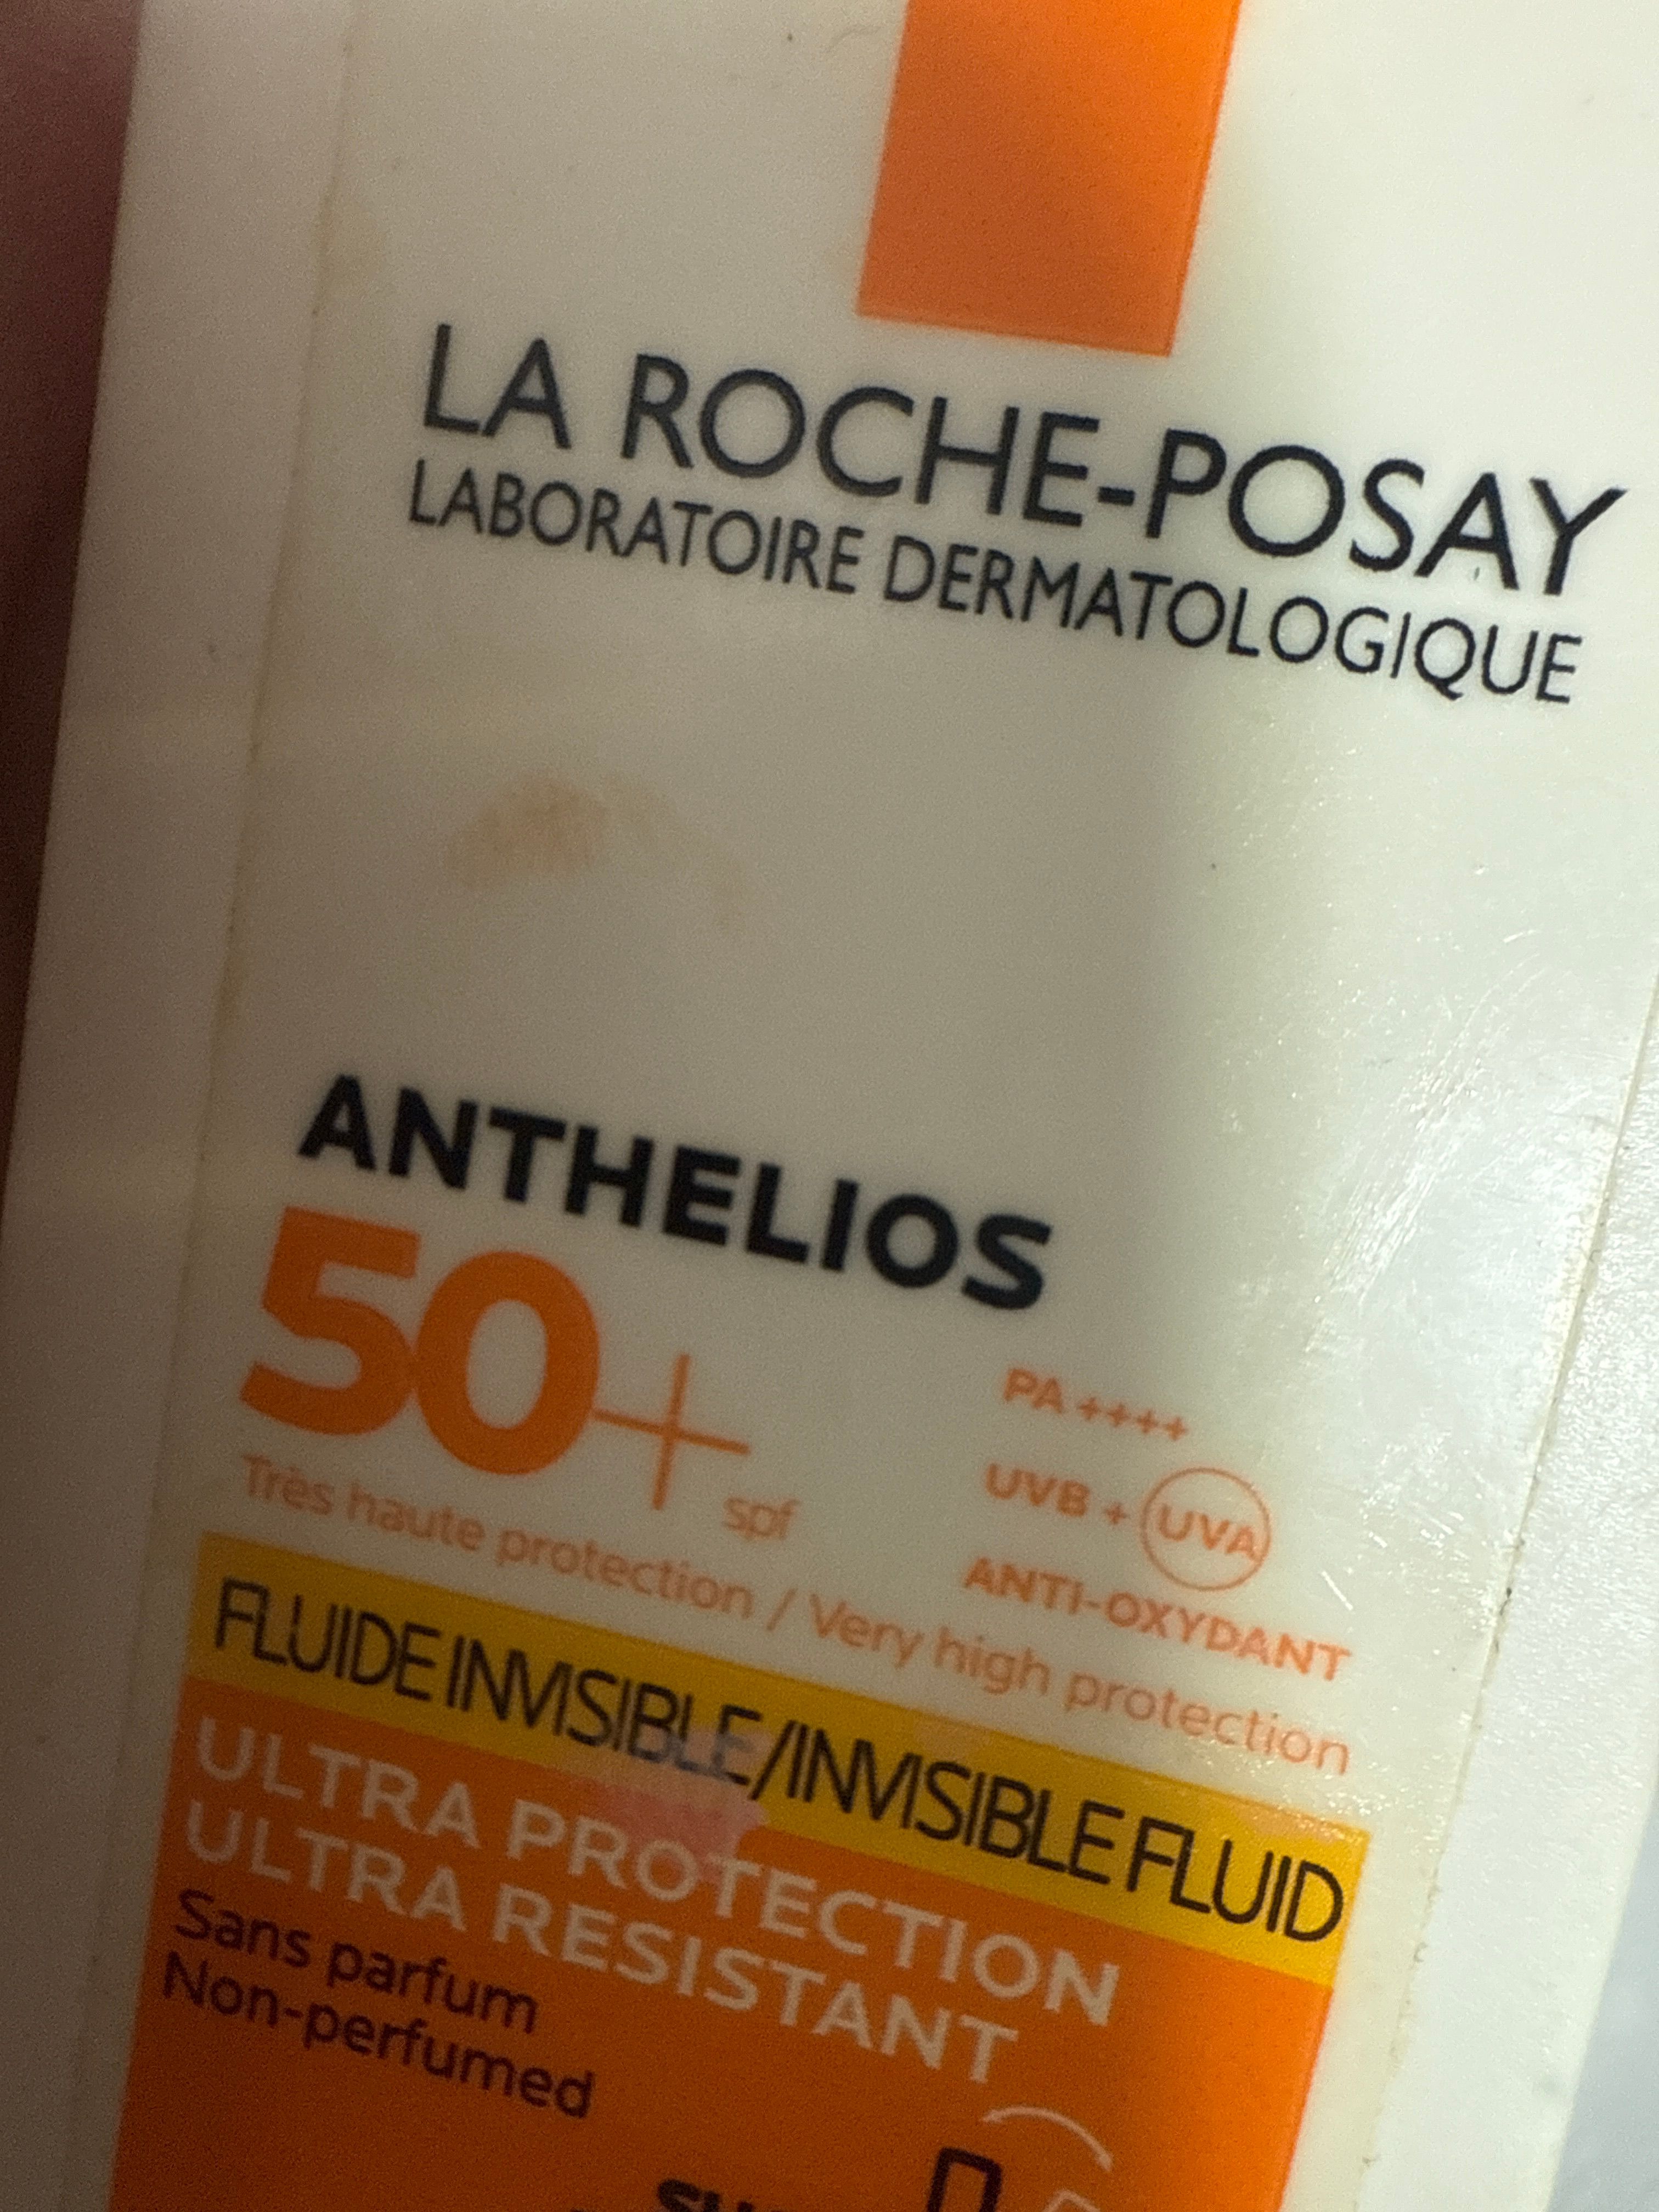 LA ROCHE-POSAY
LABORATOIRE DERMATOLOGIQUE
ANTHELIOS
50+ spf
PA++++
UVB + UVA
ANTI-OXYDANT
Très haute protection / Very high protection
FLUIDE INVISIBLE/INVISIBLE FLUID
ULTRA PROTECTION
ULTRA RESISTANT
Sans parfum
Non-perfumed